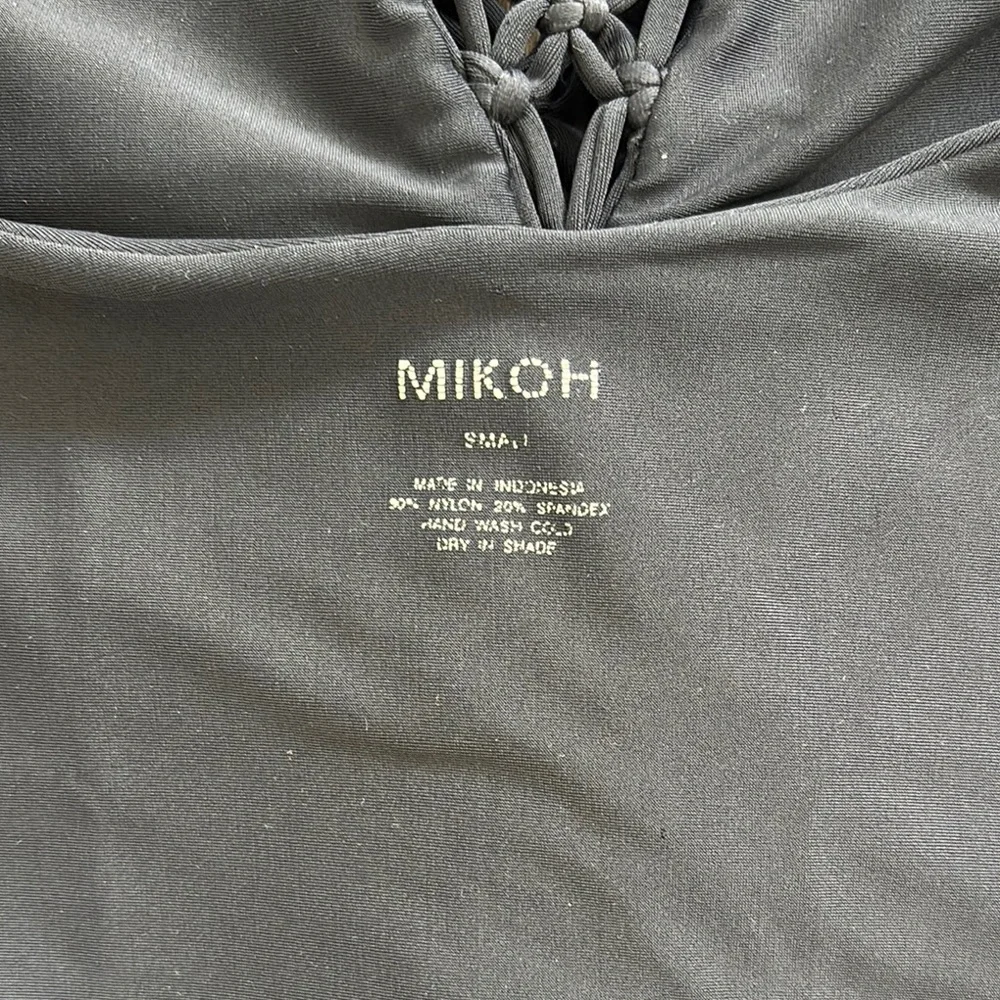 MIKOH
SMALL
MADE IN INDONESIA
80% NYLON 20% SPANDEX
HAND WASH COLD
DRY IN SHADE